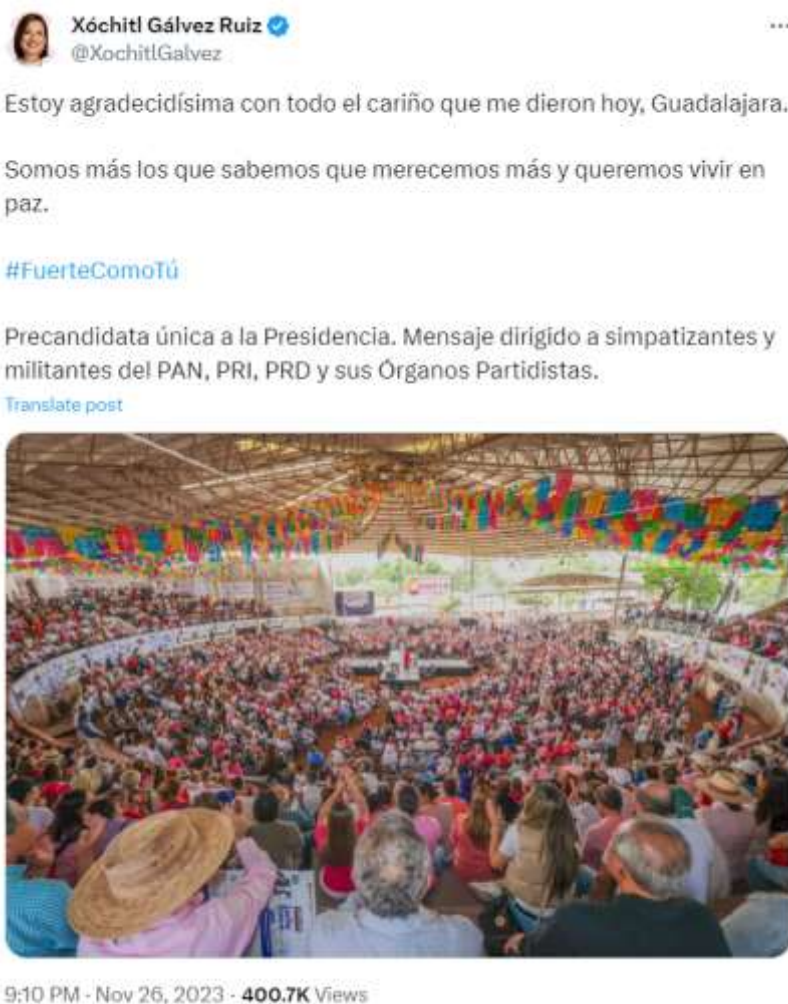 Xóchitl Gálvez Ruiz
@XochitlGalvez
Estoy agradecidísima con todo el cariño que me dieron hoy, Guadalajara.
Somos más los que sabemos que merecemos más y queremos vivir en
paz.
#FuerteComoTú
Precandidata única a la Presidencia. Mensaje dirigido a simpatizantes y
militantes del PAN, PRI, PRD y sus Órganos Partidistas.
Translate post
9:10 PM · Nov 26, 2023 · 400.7K Views